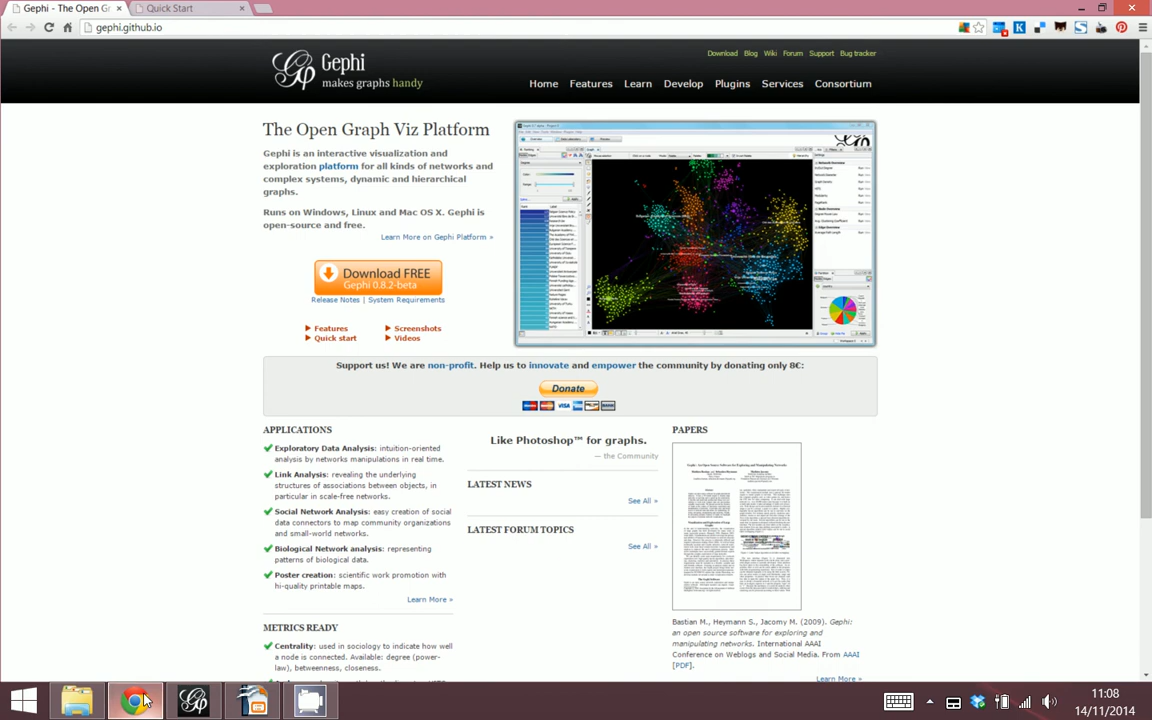 Gephi - The Open Gr
Quick Start
gephi.github.io
Gephi
makes graphs handy
Download Blog Wiki Forum Support Bug tracker
Home Features Learn Develop Plugins Services Consortium
The Open Graph Viz Platform
Gephi is an interactive visualization and
exploration platform for all kinds of networks and
complex systems, dynamic and hierarchical
graphs.
Runs on Windows, Linux and Mac OS X. Gephi is
open-source and free.
Learn More on Gephi Platform »
Download FREE
Gephi 0.8.2-beta
Release Notes | System Requirements
Features
Screenshots
Quick start
Videos
Support us! We are non-profit. Help us to innovate and empower the community by donating only 8€:
Donate
APPLICATIONS
Exploratory Data Analysis: intuition-oriented
analysis by networks manipulations in real time.
Link Analysis: revealing the underlying
structures of associations between objects, in
particular in scale-free networks.
Social Network Analysis: easy creation of social
data connectors to map community organizations
and small-world networks.
Biological Network analysis: representing
patterns of biological data.
Poster creation: scientific work promotion with
hi-quality printable maps.
Learn More »
METRICS READY
Centrality: used in sociology to indicate how well
a node is connected. Available: degree (power-
law), betweenness, closeness.
Like Photoshop™ for graphs.
— the Community
LATEST NEWS
See All »
LATEST FORUM TOPICS
See All »
PAPERS
Bastian M., Heymann S., Jacomy M. (2009). Gephi:
an open source software for exploring and
manipulating networks. International AAAI
Conference on Weblogs and Social Media. From AAAI
[PDF]
Learn More »
11:08
14/11/2014